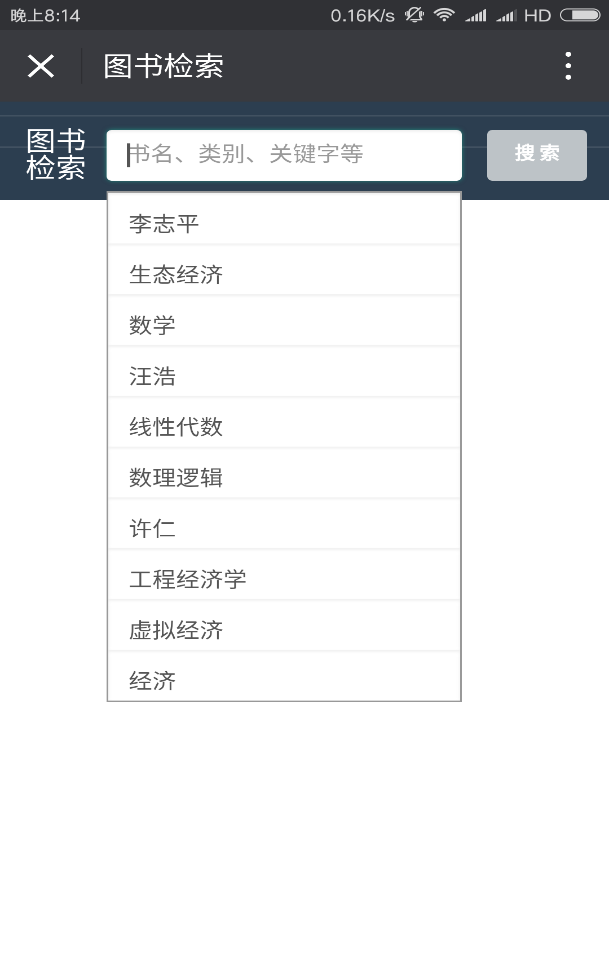 晚上8:14 0.16K/s HD
图书检索
图书
检索
书名、类别、关键字等
搜 索
李志平
生态经济
数学
汪浩
线性代数
数理逻辑
许仁
工程经济学
虚拟经济
经济